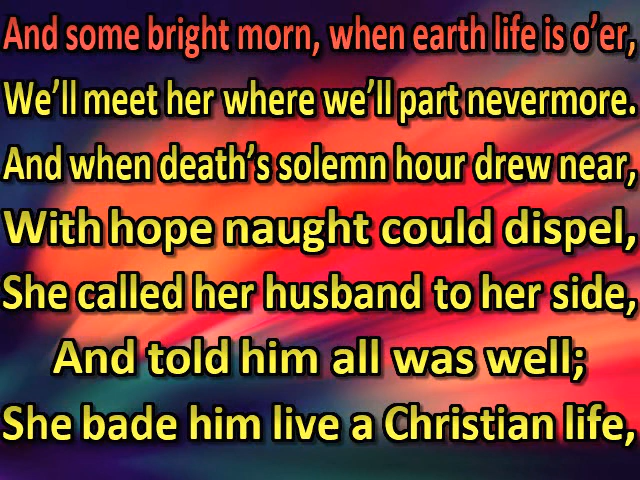 And some bright morn, when earth life is o’er,
We’ll meet her where we’ll part nevermore.
And when death’s solemn hour drew near,
With hope naught could dispel,
She called her husband to her side,
And told him all was well;
She bade him live a Christian life,